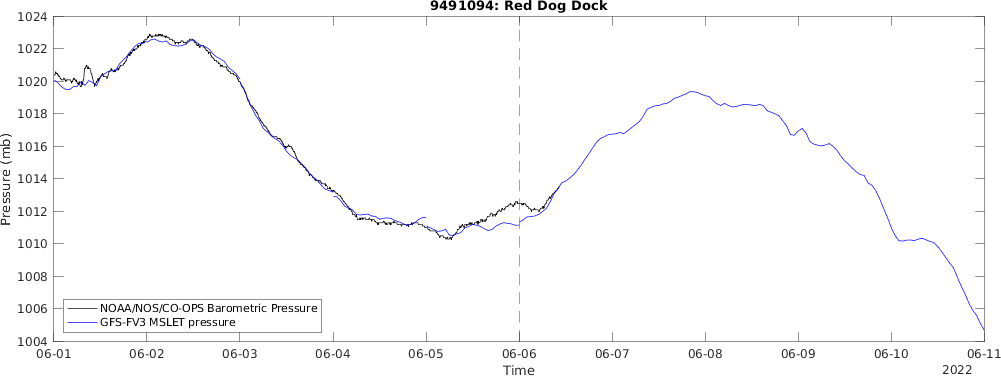 9491094: Red Dog Dock
1024
1022
1020
1018
1016
1014
1012
1010
1008
1006
1004
Pressure (mb)
NOAA/NOS/CO-OPS Barometric Pressure
GFS-FV3 MSLET pressure
06-01 06-02 06-03 06-04 06-05 06-06 06-07 06-08 06-09 06-10 06-11
Time
2022